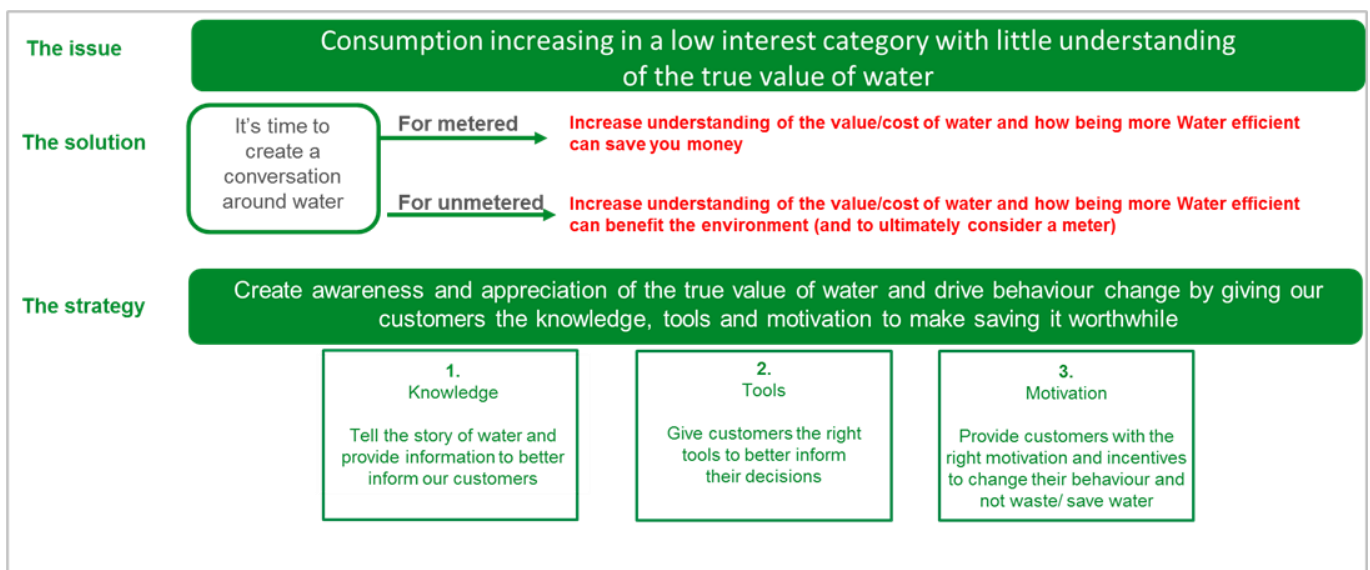 The issue
Consumption increasing in a low interest category with little understanding
of the true value of water
The solution
It's time to
create a
conversation
around water
For metered
Increase understanding of the value/cost of water and how being more Water efficient
can save you money
For unmetered
Increase understanding of the value/cost of water and how being more Water efficient
can benefit the environment (and to ultimately consider a meter)
The strategy
Create awareness and appreciation of the true value of water and drive behaviour change by giving our
customers the knowledge, tools and motivation to make saving it worthwhile
1.
Knowledge
Tell the story of water and
provide information to better
inform our customers
2.
Tools
Give customers the right
tools to better inform
their decisions
3.
Motivation
Provide customers with the
right motivation and incentives
to change their behaviour and
not waste/ save water